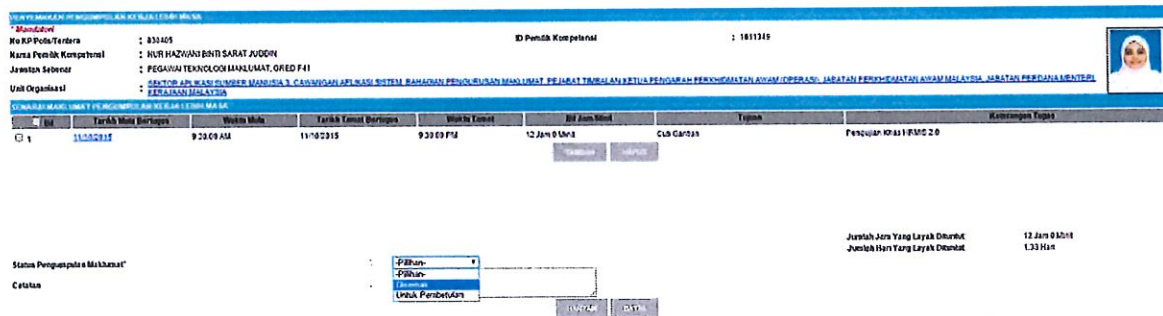 PENYEMAKAN PENGUMPULAN KERJA LEBIH MASA
* Mandatori
No KP/Polis/Tentera : 830405 ID Pemilik Kompetensi : 1611349
Nama Pemilik Kompetensi : NUR HAZWANI BINTI SARAT JUDDIN
Jawatan Sebenar : PEGAWAI TEKNOLOGI MAKLUMAT, GRED F41
Unit Organisasi : SEKTOR APLIKASI SUMBER MANUSIA 3, CAWANGAN APLIKASI SISTEM, BAHAGIAN PENGURUSAN MAKLUMAT, PEJABAT TIMBALAN KETUA PENGARAH PERKHIDMATAN AWAM (OPERASI), JABATAN PERKHIDMATAN AWAM MALAYSIA, JABATAN PERDANA MENTERI,
KERAJAAN MALAYSIA
SENARAI MAKLUMAT PENGUMPULAN KERJA LEBIH MASA
Bil Tarikh Mula Bertugas Waktu Mula Tarikh Tamat Bertugas Waktu Tamat Bil Jam/Minit Tujuan Keterangan Tugas
1 11/10/2015 9:30:00 AM 11/10/2015 9:30:00 PM 12 Jam 0 Minit Cuti Gantian Pengujian Khas HRMIS 2.0
TAMBAH HAPUS
Jumlah Jam Yang Layak Dituntut 12 Jam 0 Minit
Jumlah Hari Yang Layak Dituntut 1.33 Hari
Status Pengumpulan Maklumat* : -Pilihan-
-Pilihan-
Catatan : Disemak
Untuk Pembetulan
HANTAR BATAL